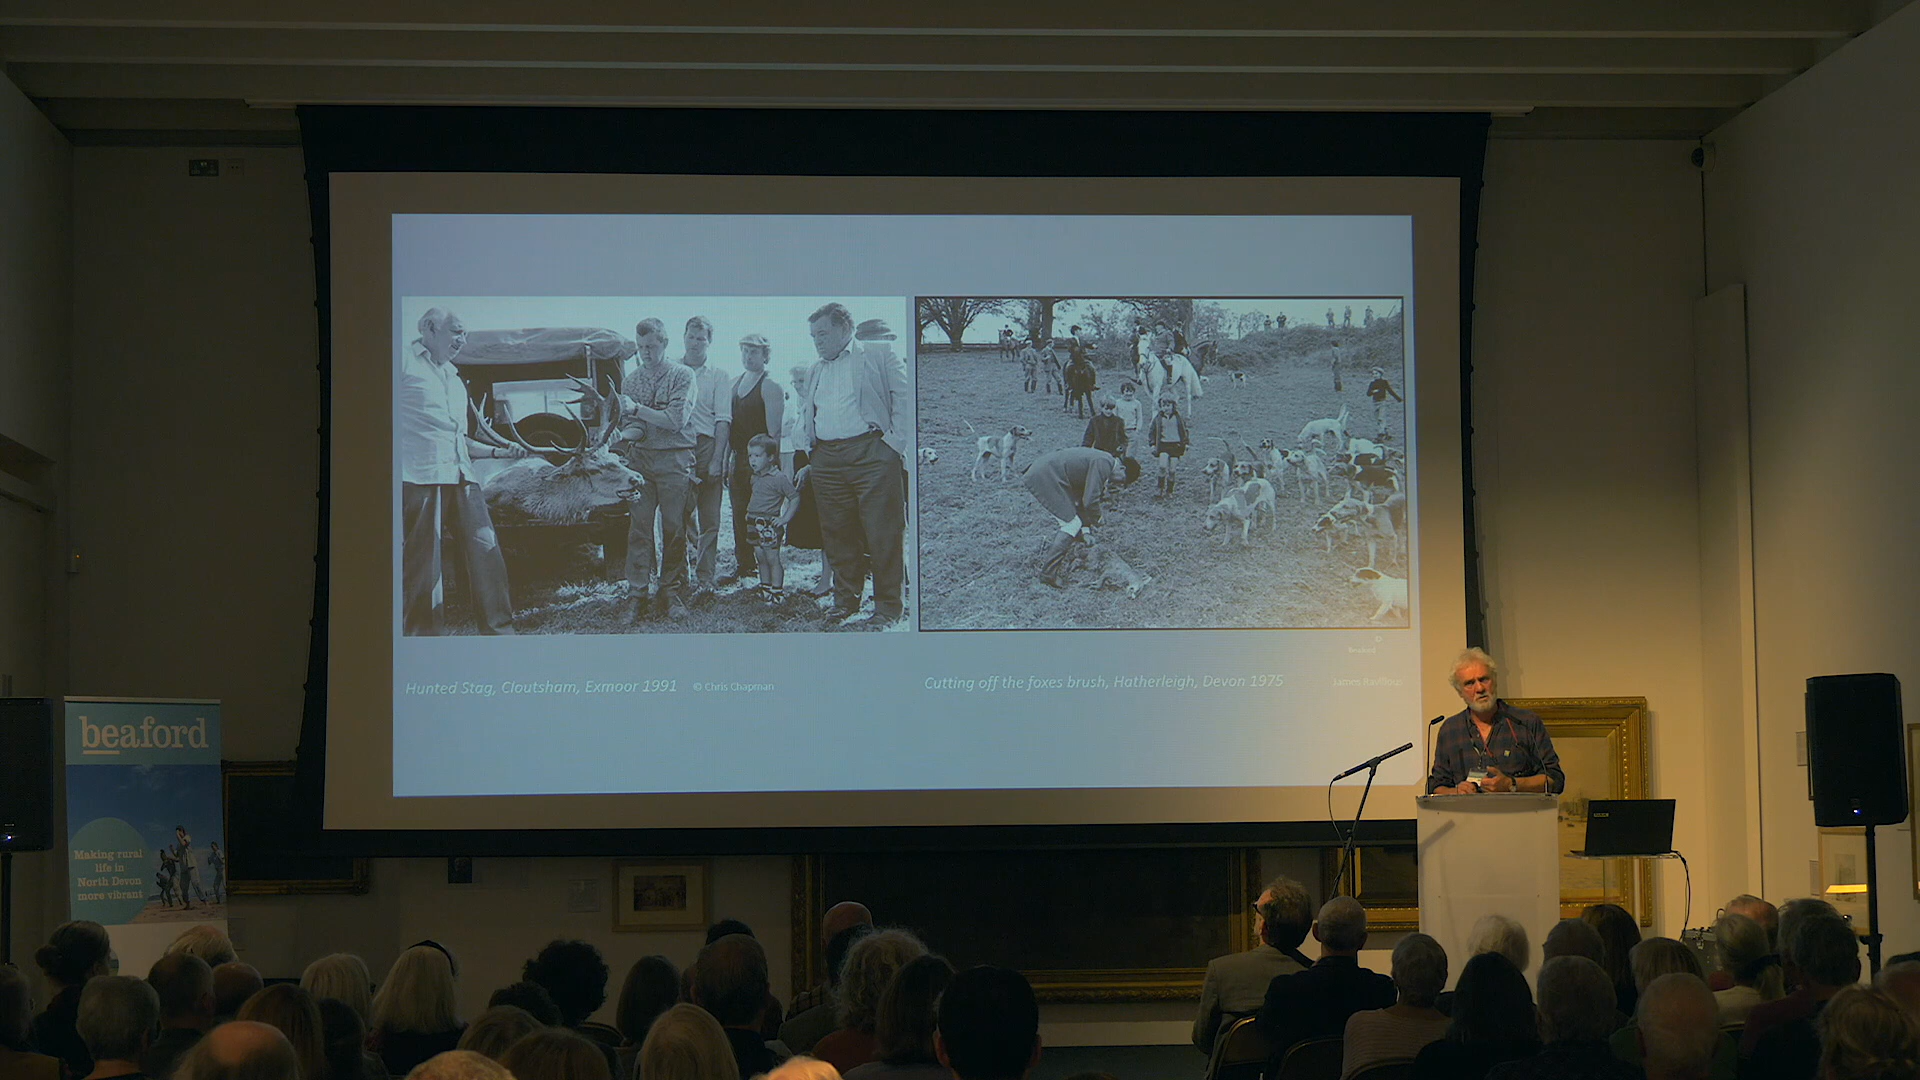 Hunted Stag, Cloutsham, Exmoor 1991
© Chris Chapman
Cutting off the foxes brush, Hatherleigh, Devon 1975
©
Beaford
James Ravilious
beaford
Making rural
life in
North Devon
more vibrant